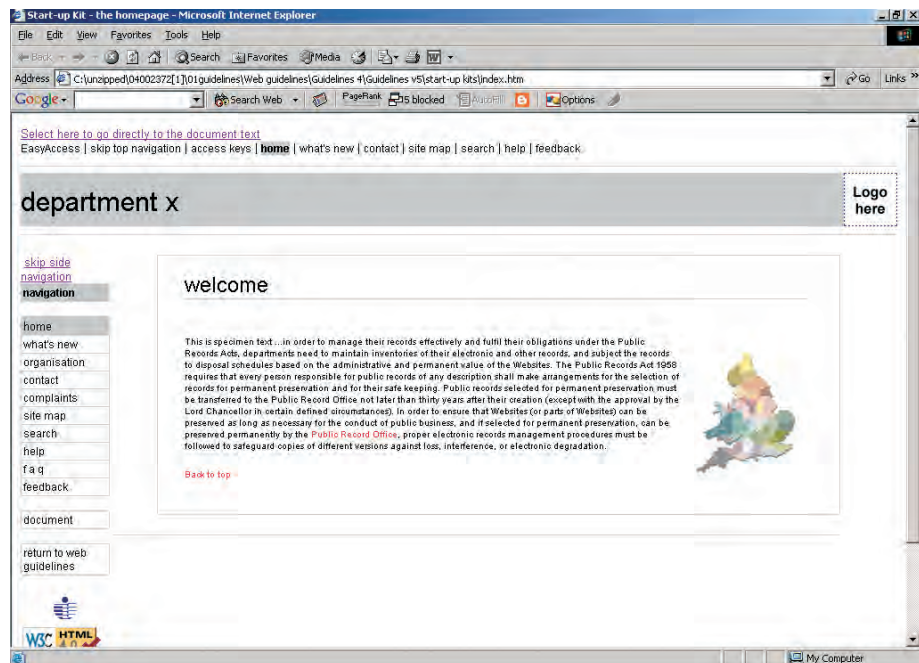 Start-up Kit - the homepage - Microsoft Internet Explorer
File Edit View Favorites Tools Help
Back Search Favorites Media
Address C:\unzipped\04002372[1]\01guidelines\Web guidelines\Guidelines 4\Guidelines v5\start-up kits\index.htm Go Links »
Google Search Web PageRank 15 blocked AutoFill Options
Select here to go directly to the document text
EasyAccess | skip top navigation | access keys | home | what's new | contact | site map | search | help | feedback
department x
Logo
here
skip side
navigation
navigation
home
what's new
organisation
contact
complaints
site map
search
help
f a q
feedback
document
return to web
guidelines
W3C HTML
4.0
welcome
This is specimen text ...in order to manage their records effectively and fulfil their obligations under the Public
Records Acts, departments need to maintain inventories of their electronic and other records, and subject the records
to disposal schedules based on the administrative and permanent value of the Websites. The Public Records Act 1958
requires that every person responsible for public records of any description shall make arrangements for the selection of
records for permanent preservation and for their safe keeping. Public records selected for permanent preservation must
be transferred to the Public Record Office not later than thirty years after their creation (except with the approval by the
Lord Chancellor in certain defined circumstances). In order to ensure that Websites (or parts of Websites) can be
preserved as long as necessary for the conduct of public business, and if selected for permanent preservation, can be
preserved permanently by the Public Record Office, proper electronic records management procedures must be
followed to safeguard copies of different versions against loss, interference, or electronic degradation.
Back to top
My Computer